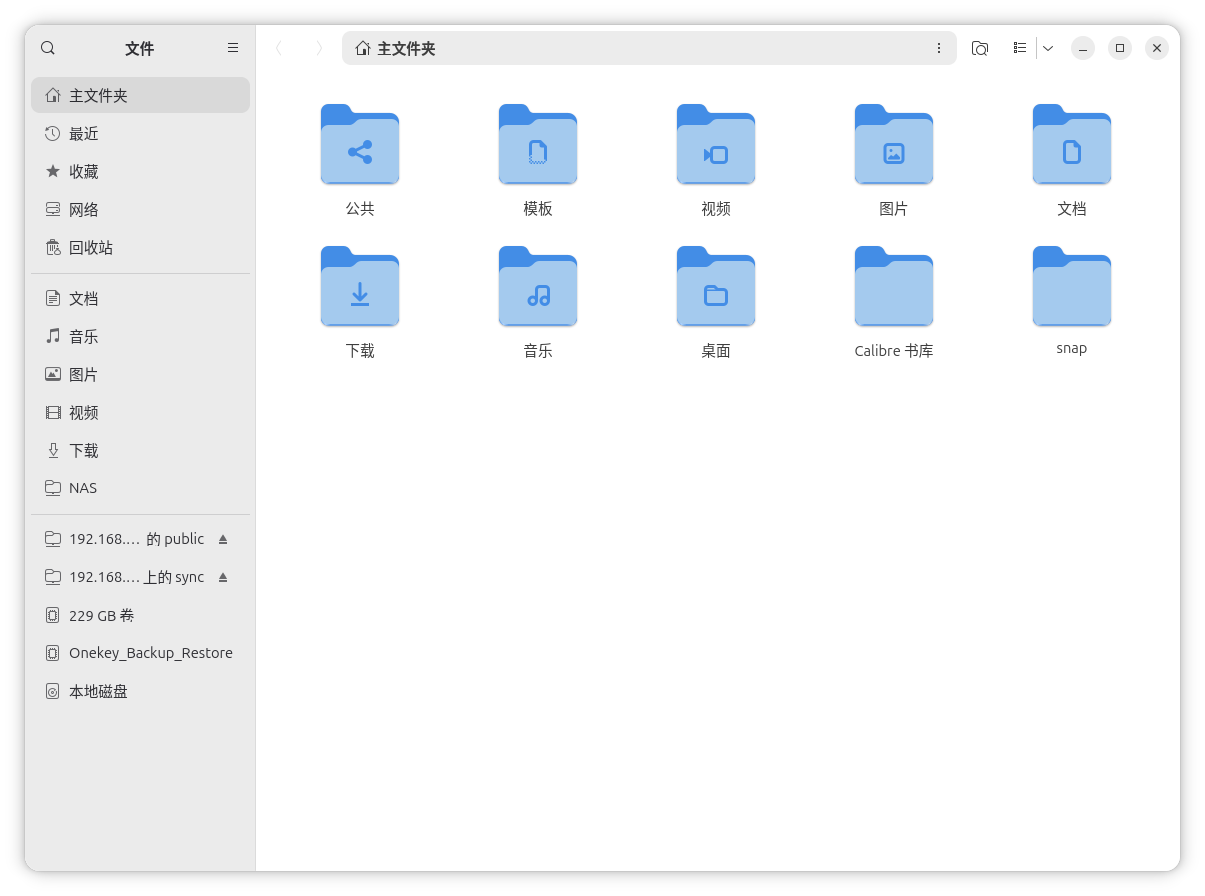 文件
主文件夹
主文件夹
最近
收藏
网络
回收站
文档
音乐
图片
视频
下载
NAS
192.168.… 的 public
192.168.… 上的 sync
229 GB 卷
Onekey_Backup_Restore
本地磁盘
公共
模板
视频
图片
文档
下载
音乐
桌面
Calibre 书库
snap